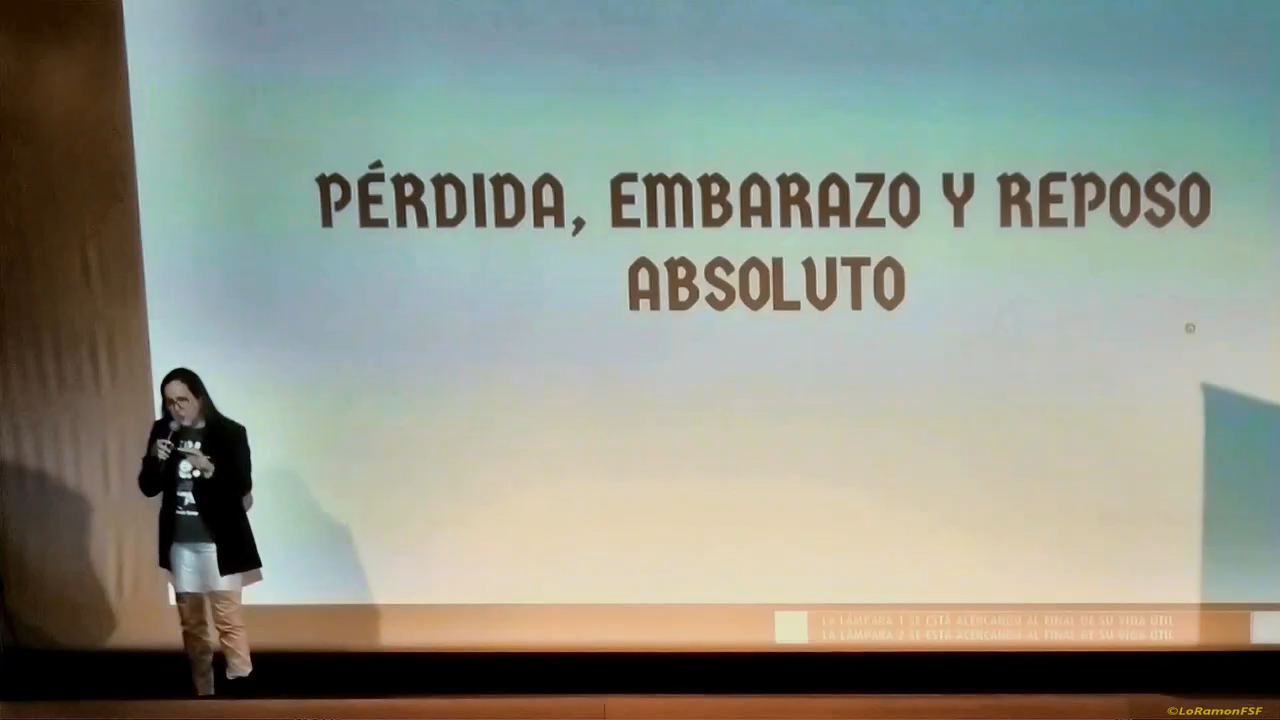 PÉRDIDA, EMBARAZO Y REPOSO
ABSOLUTO
LA LÁMPARA 1 SE ESTÁ ACERCANDO AL FINAL DE SU VIDA ÚTIL
LA LÁMPARA 2 SE ESTÁ ACERCANDO AL FINAL DE SU VIDA ÚTIL
©LoRamonFSF